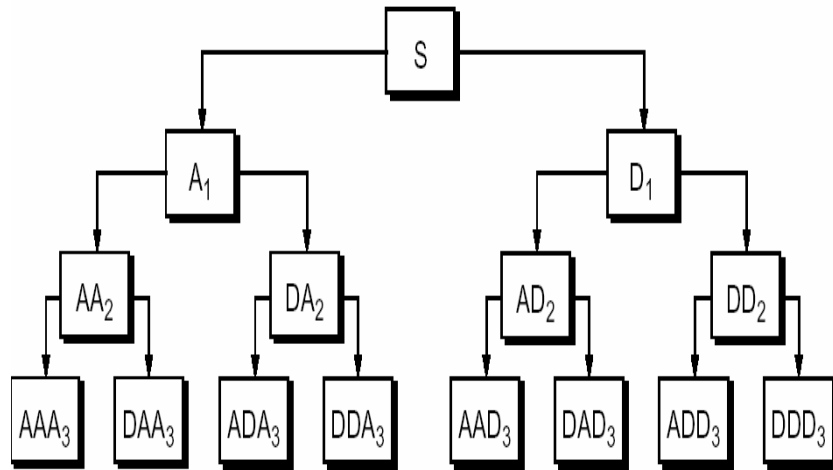 S
A₁ D₁
AA₂ DA₂ AD₂ DD₂
AAA₃ DAA₃ ADA₃ DDA₃ AAD₃ DAD₃ ADD₃ DDD₃